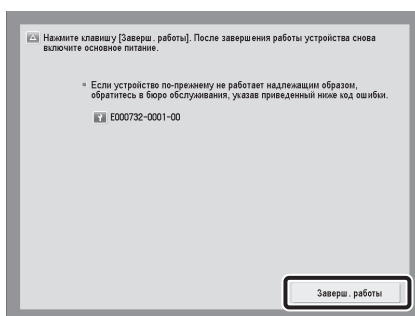 Нажмите клавишу [Заверш. работы]. После завершения работы устройства снова
включите основное питание.
Если устройство по-прежнему не работает надлежащим образом,
обратитесь в бюро обслуживания, указав приведенный ниже код ошибки.
E000732-0001-00
Заверш. работы